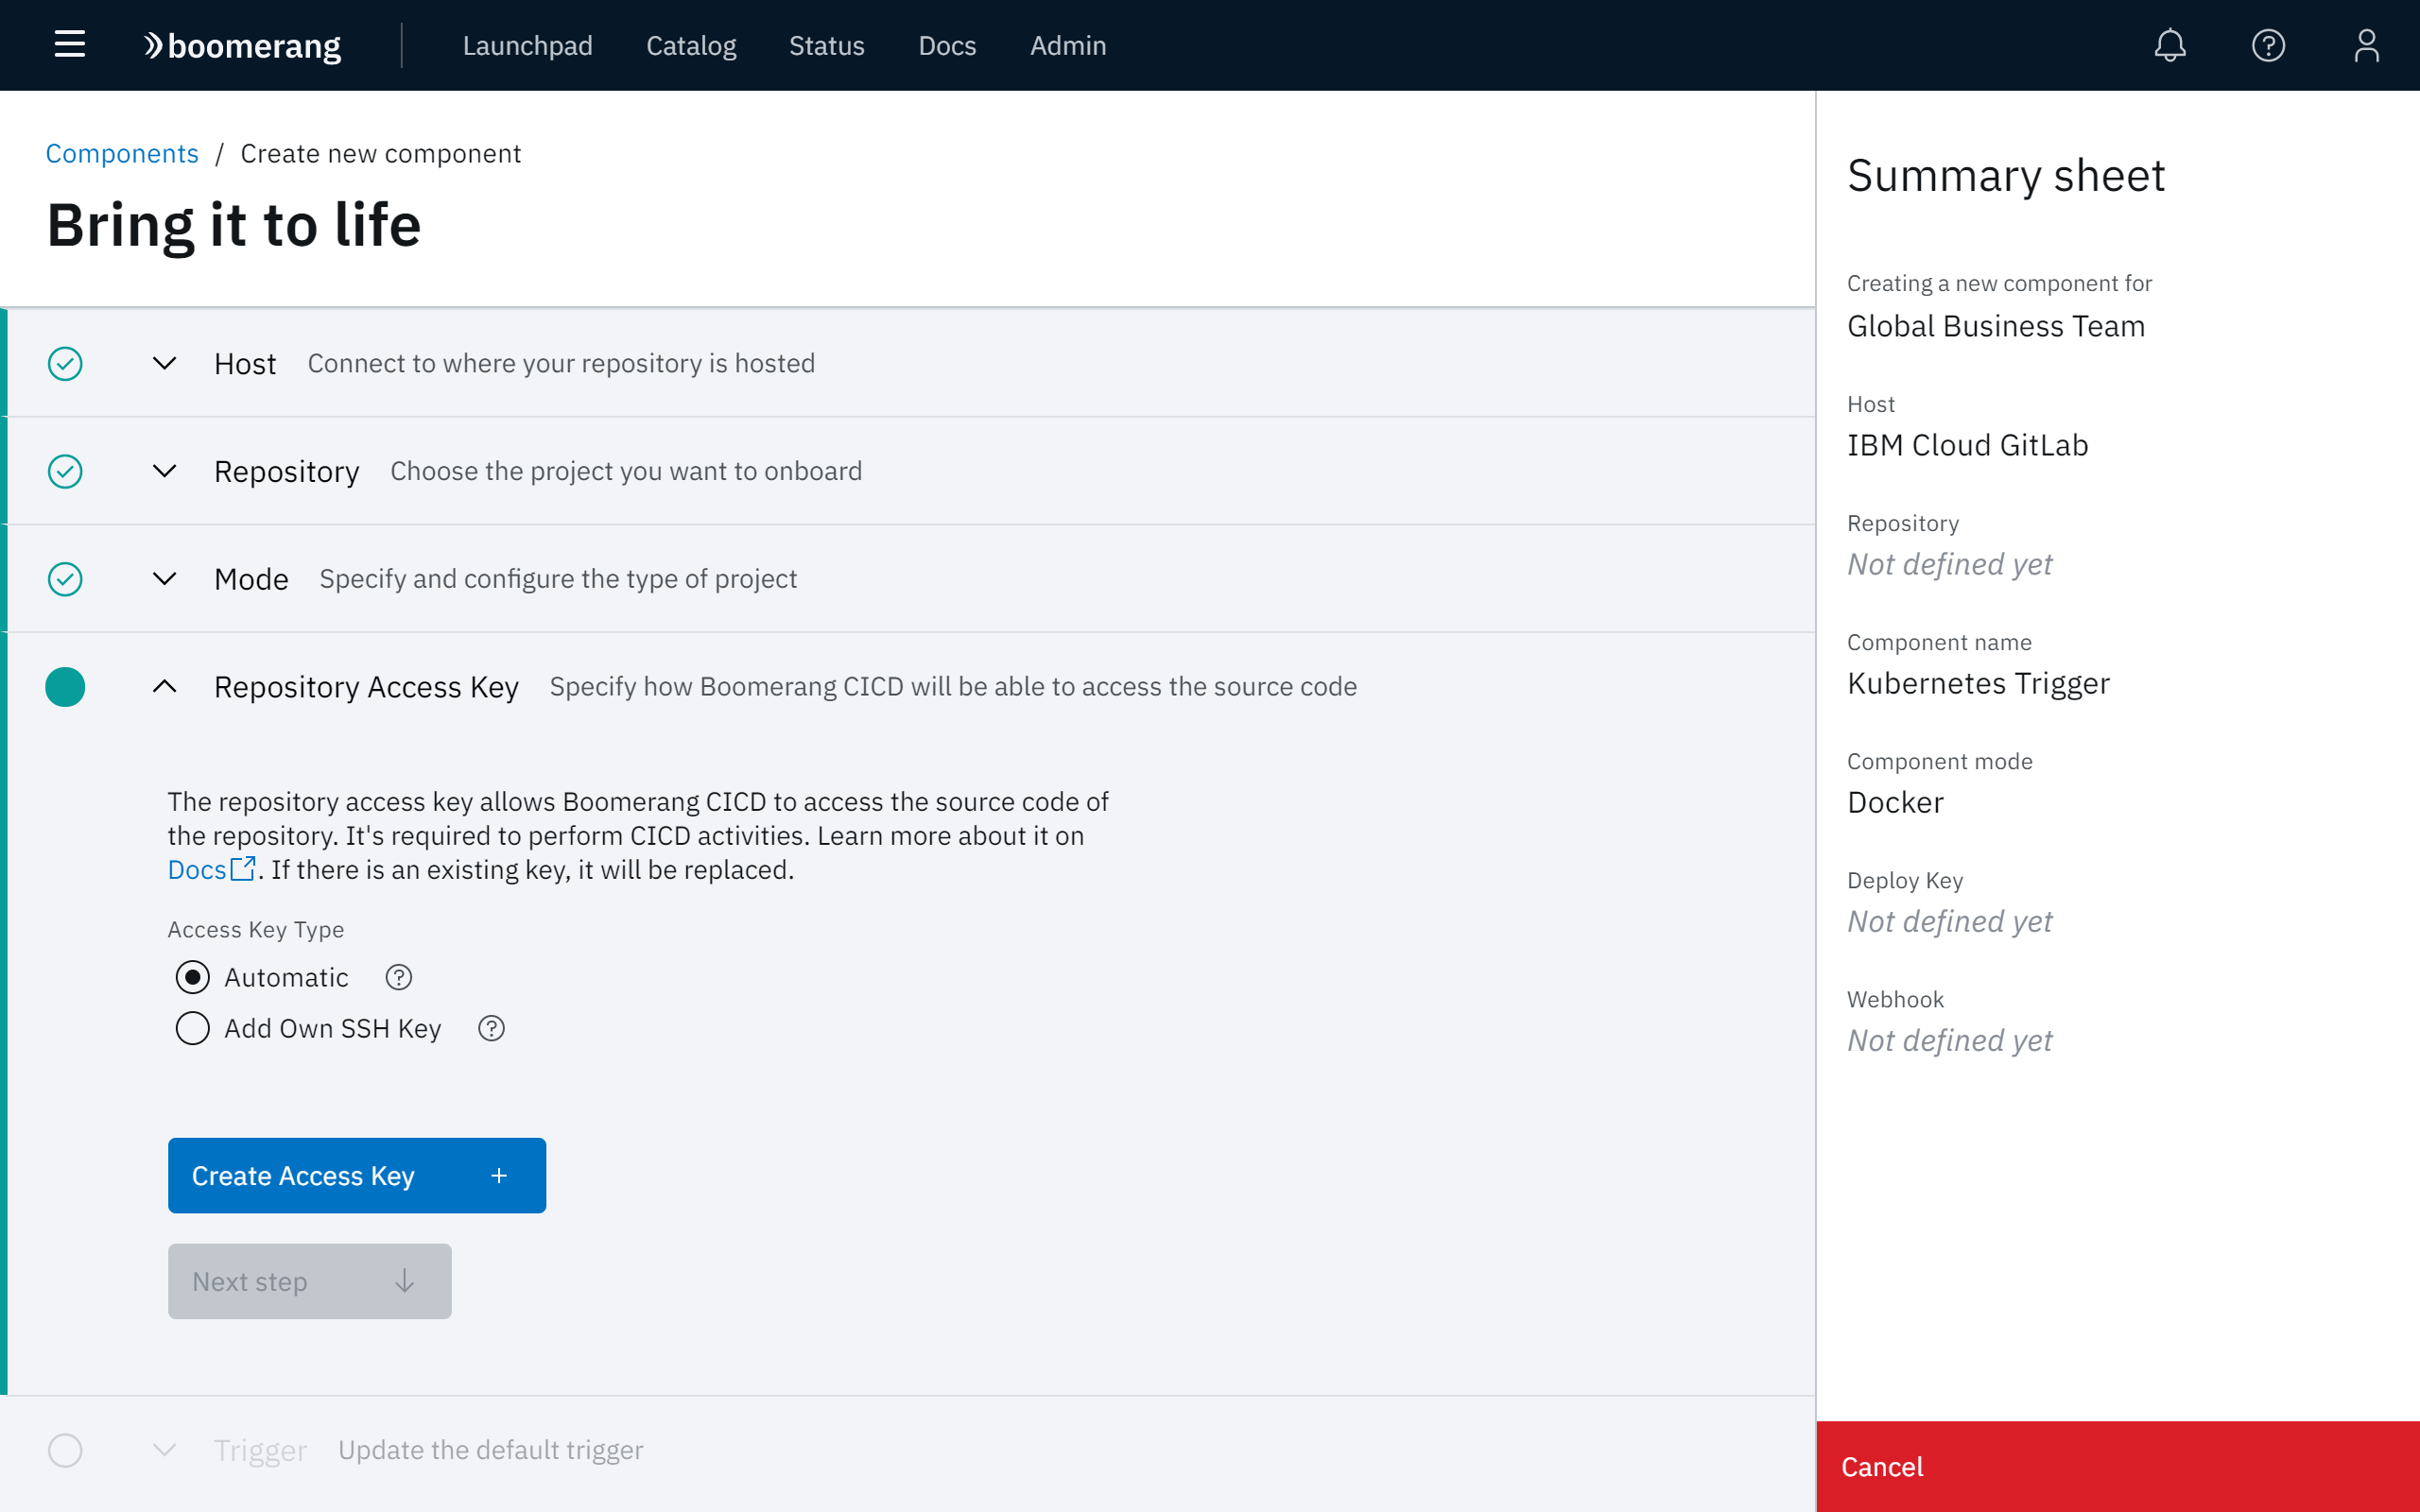 boomerang
Launchpad
Catalog
Status
Docs
Admin
Components / Create new component
Bring it to life
Host Connect to where your repository is hosted
Repository Choose the project you want to onboard
Mode Specify and configure the type of project
Repository Access Key Specify how Boomerang CICD will be able to access the source code
The repository access key allows Boomerang CICD to access the source code of
the repository. It's required to perform CICD activities. Learn more about it on
Docs. If there is an existing key, it will be replaced.
Access Key Type
Automatic
Add Own SSH Key
Create Access Key +
Next step
Trigger Update the default trigger
Summary sheet
Creating a new component for
Global Business Team
Host
IBM Cloud GitLab
Repository
Not defined yet
Component name
Kubernetes Trigger
Component mode
Docker
Deploy Key
Not defined yet
Webhook
Not defined yet
Cancel